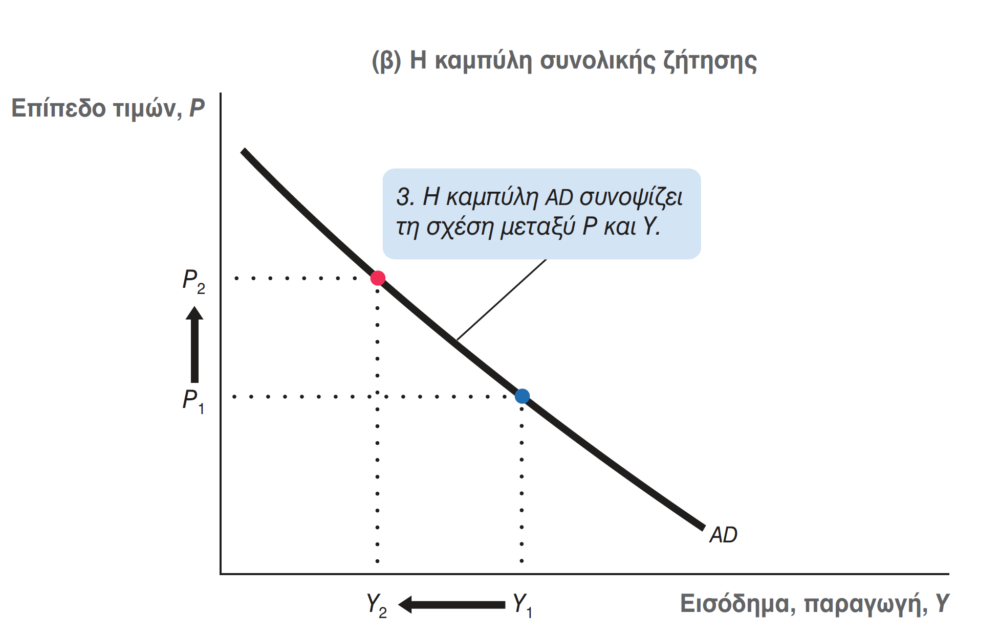 (β) Η καμπύλη συνολικής ζήτησης
Επίπεδο τιμών, P
3. Η καμπύλη AD συνοψίζει
τη σχέση μεταξύ P και Y.
P2
P1
AD
Y2
Y1
Εισόδημα, παραγωγή, Y